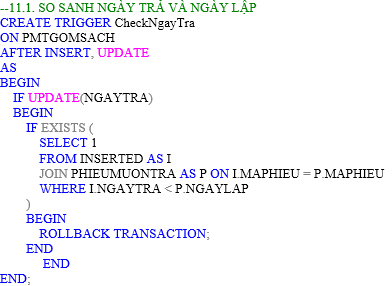 --11.1. SO SANH NGÀY TRẢ VÀ NGÀY LẬP
CREATE TRIGGER CheckNgayTra
ON PMTGOMSACH
AFTER INSERT, UPDATE
AS
BEGIN
IF UPDATE(NGAYTRA)
BEGIN
IF EXISTS (
SELECT 1
FROM INSERTED AS I
JOIN PHIEUMUONTRA AS P ON I.MAPHIEU = P.MAPHIEU
WHERE I.NGAYTRA < P.NGAYLAP
)
BEGIN
ROLLBACK TRANSACTION;
END
END
END;